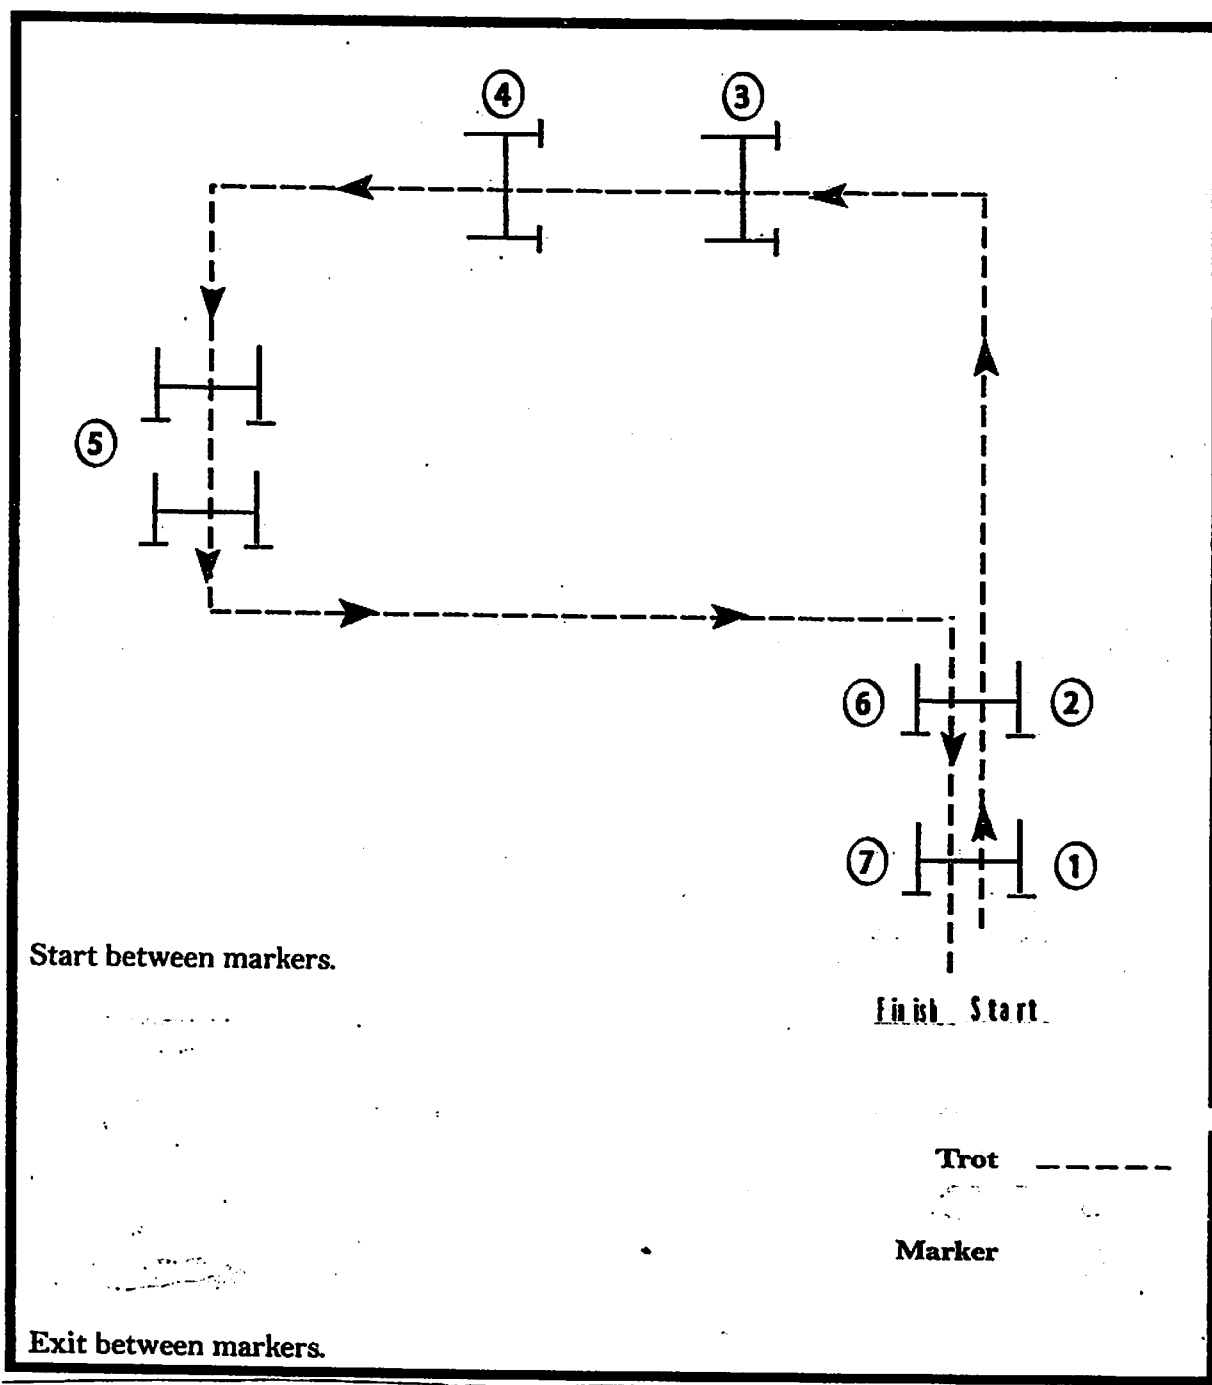 ④ ③
⑤
⑥ ②
⑦ ①
Start between markers.
Finish Start
Trot
Marker
Exit between markers.